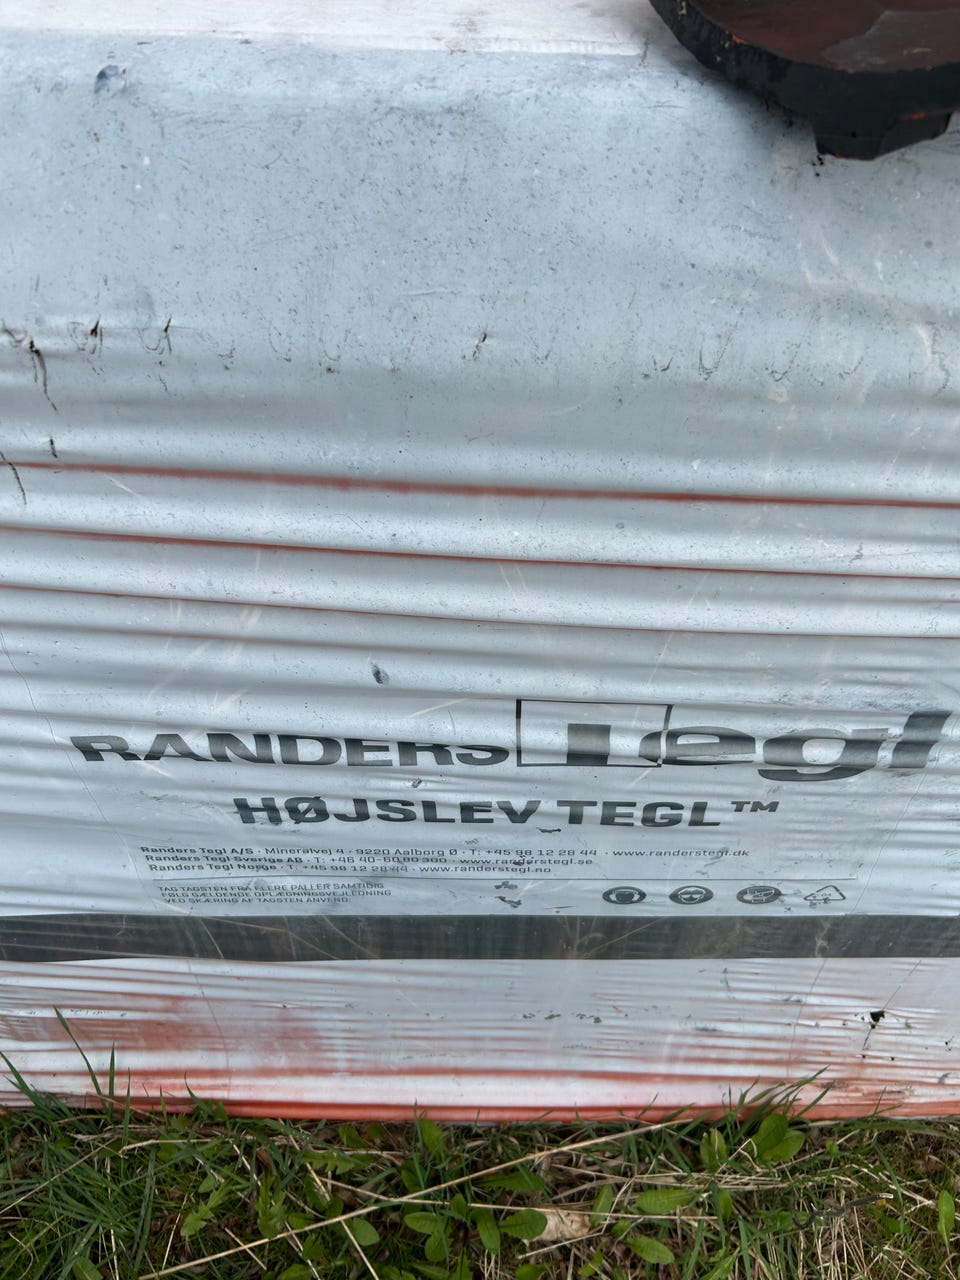 RANDERS Tegl
HØJSLEV TEGL™
Randers Tegl A/S · Mineralvej 4 · 9220 Aalborg Ø · T: +45 98 12 28 44 · www.randerstegl.dk
Randers Tegl Sverige AB · T: +46 40-60 80 300 · www.randerstegl.se
Randers Tegl Norge · T: +45 98 12 28 44 · www.randerstegl.no
TAG TAGSTEN FRA FLERE PALLER SAMTIDIG
FØLG GÆLDENDE OPLÆGNINGSVEJLEDNING
VED SKÆRING AF TAGSTEN ANVEND: